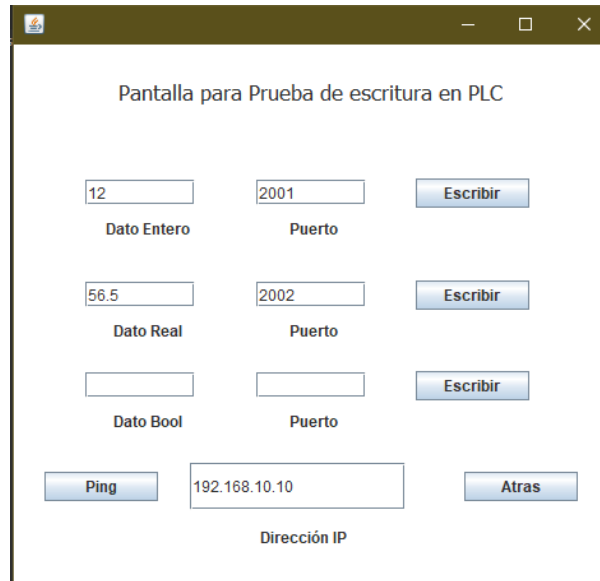 Pantalla para Prueba de escritura en PLC
12 2001 Escribir
Dato Entero Puerto
56.5 2002 Escribir
Dato Real Puerto
Escribir
Dato Bool Puerto
Ping 192.168.10.10 Atras
Dirección IP